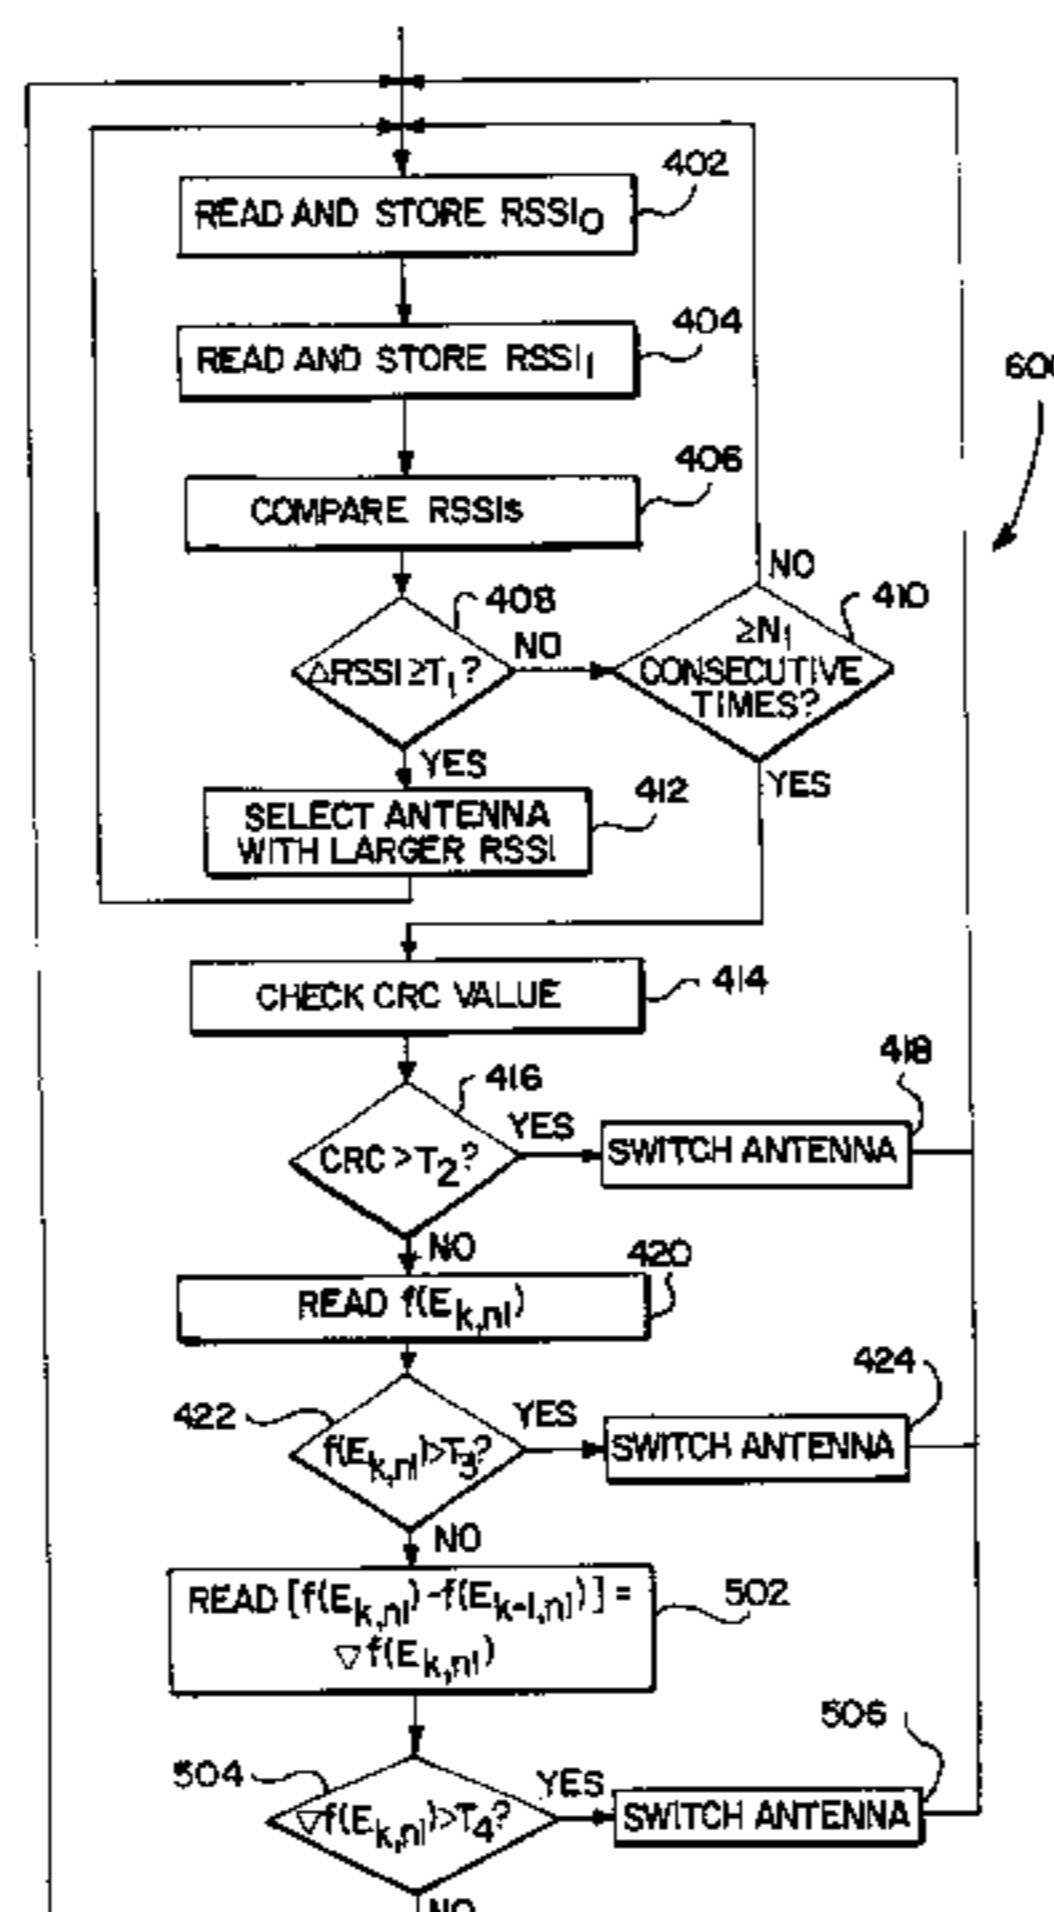 402
READ AND STORE RSSI0
404
READ AND STORE RSSI1
600
406
COMPARE RSSIs
408
△RSSI≥T1?
NO
NO
410
≥N1
CONSECUTIVE
TIMES?
YES
YES
SELECT ANTENNA
WITH LARGER RSSI
412
CHECK CRC VALUE
414
416
CRC>T2?
YES
418
SWITCH ANTENNA
NO
420
READ f(Ek,nl)
422
f(Ek,nl)>T3?
YES
424
SWITCH ANTENNA
NO
READ [f(Ek,nl)-f(Ek-l,nl)]=
▽f(Ek,nl)
502
504
▽f(Ek,nl)>T4?
YES
506
SWITCH ANTENNA
NO